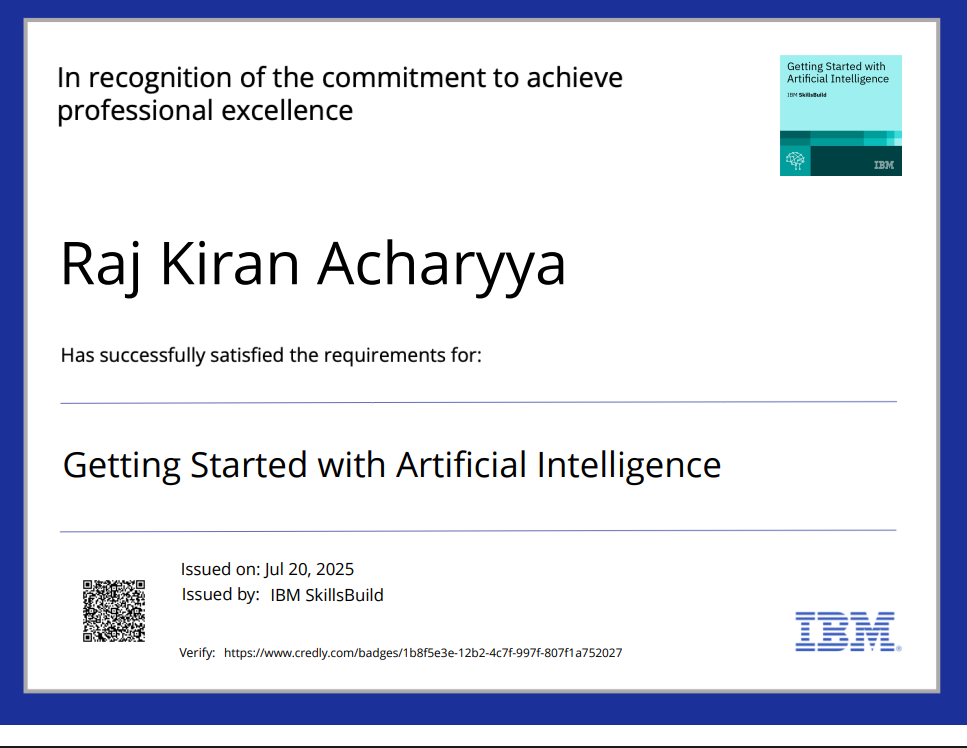 In recognition of the commitment to achieve
professional excellence
Getting Started with
Artificial Intelligence
IBM SkillsBuild
IBM
Raj Kiran Acharyya
Has successfully satisfied the requirements for:
Getting Started with Artificial Intelligence
Issued on: Jul 20, 2025
Issued by: IBM SkillsBuild
Verify: https://www.credly.com/badges/1b8f5e3e-12b2-4c7f-997f-807f1a752027
IBM®